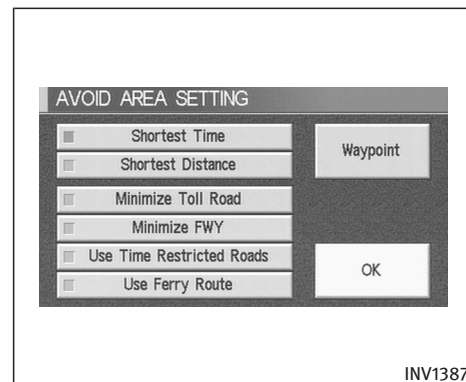 AVOID AREA SETTING
Shortest Time
Shortest Distance
Waypoint
Minimize Toll Road
Minimize FWY
Use Time Restricted Roads
Use Ferry Route
OK
INV1387